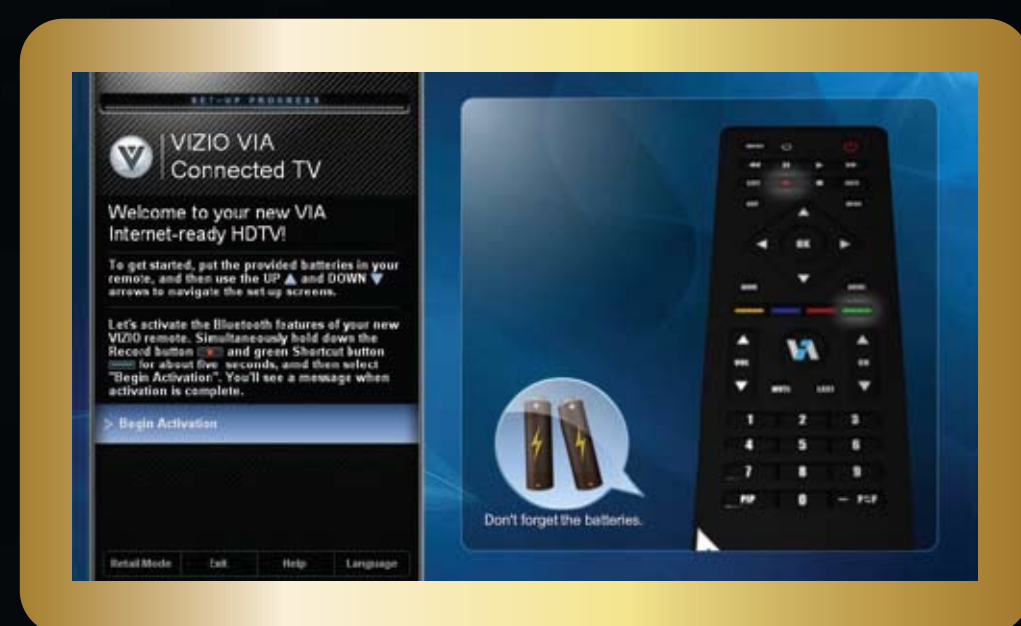 SET-UP PROGRESS
VIZIO VIA
Connected TV
Welcome to your new VIA
Internet-ready HDTV!
To get started, put the provided batteries in your
remote, and then use the UP and DOWN
arrows to navigate the set up screens.
Let's activate the Bluetooth features of your new
VIZIO remote. Simultaneously hold down the
Record button and green Shortcut button
for about five seconds, amd then select
"Begin Activation". You'll see a message when
activation is complete.
> Begin Activation
Retail Mode Exit Help Language
OK
VIA
VOL CH
MUTE LAST
1 2 3
4 5 6
7 8 9
PIP 0
Don't forget the batteries.